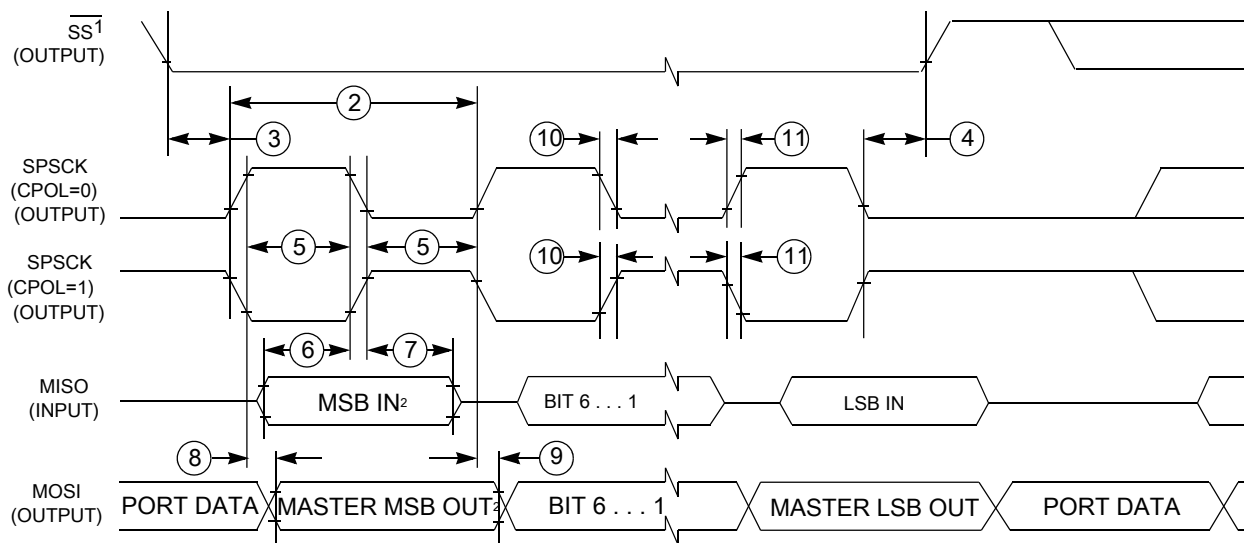 SS1
(OUTPUT)
2
3
10
11
4
SPSCK
(CPOL=0)
(OUTPUT)
5
5
SPSCK
(CPOL=1)
(OUTPUT)
10
11
6
7
MISO
(INPUT)
MSB IN2
BIT 6 . . . 1
LSB IN
8
9
MOSI
(OUTPUT)
PORT DATA
MASTER MSB OUT2
BIT 6 . . . 1
MASTER LSB OUT
PORT DATA